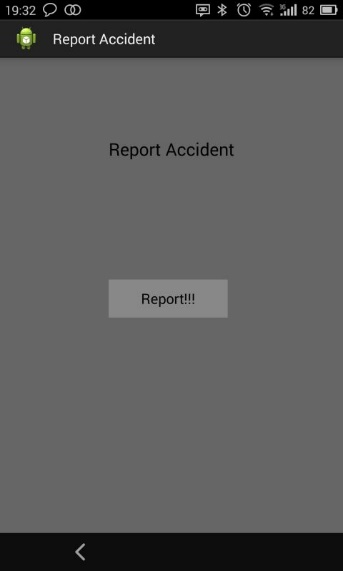 19:32
82
Report Accident
Report Accident
Report!!!